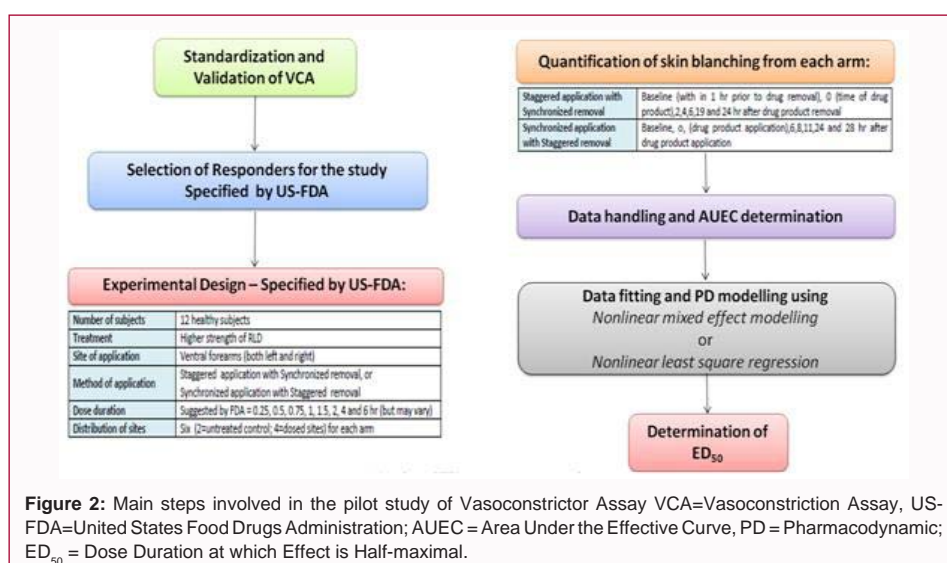 Standardization and
Validation of VCA
Selection of Responders for the study
Specified by US-FDA
Experimental Design – Specified by US-FDA:
Number of subjects 12 healthy subjects
Treatment Higher strength of RLD
Site of application Ventral forearms (both left and right)
Method of application Staggered application with Synchronized removal, or
Synchronized application with Staggered removal
Dose duration Suggested by FDA = 0.25, 0.5, 0.75, 1, 1.5, 2, 4 and 6 hr (but may vary)
Distribution of sites Six (2=untreated control; 4=dosed sites) for each arm
Quantification of skin blanching from each arm:
Staggered application with Baseline (with in 1 hr prior to drug removal), 0 (time of drug
Synchronized removal product),2,4,6,19 and 24 hr after drug product removal
Synchronized application Baseline, o, (drug product application),6,8,11,24 and 28 hr after
with Staggered removal drug product application
Data handling and AUEC determination
Data fitting and PD modelling using
Nonlinear mixed effect modelling
or
Nonlinear least square regression
Determination of
ED50
Figure 2: Main steps involved in the pilot study of Vasoconstrictor Assay VCA=Vasoconstriction Assay, US-
FDA=United States Food Drugs Administration; AUEC = Area Under the Effective Curve, PD = Pharmacodynamic;
ED50 = Dose Duration at which Effect is Half-maximal.